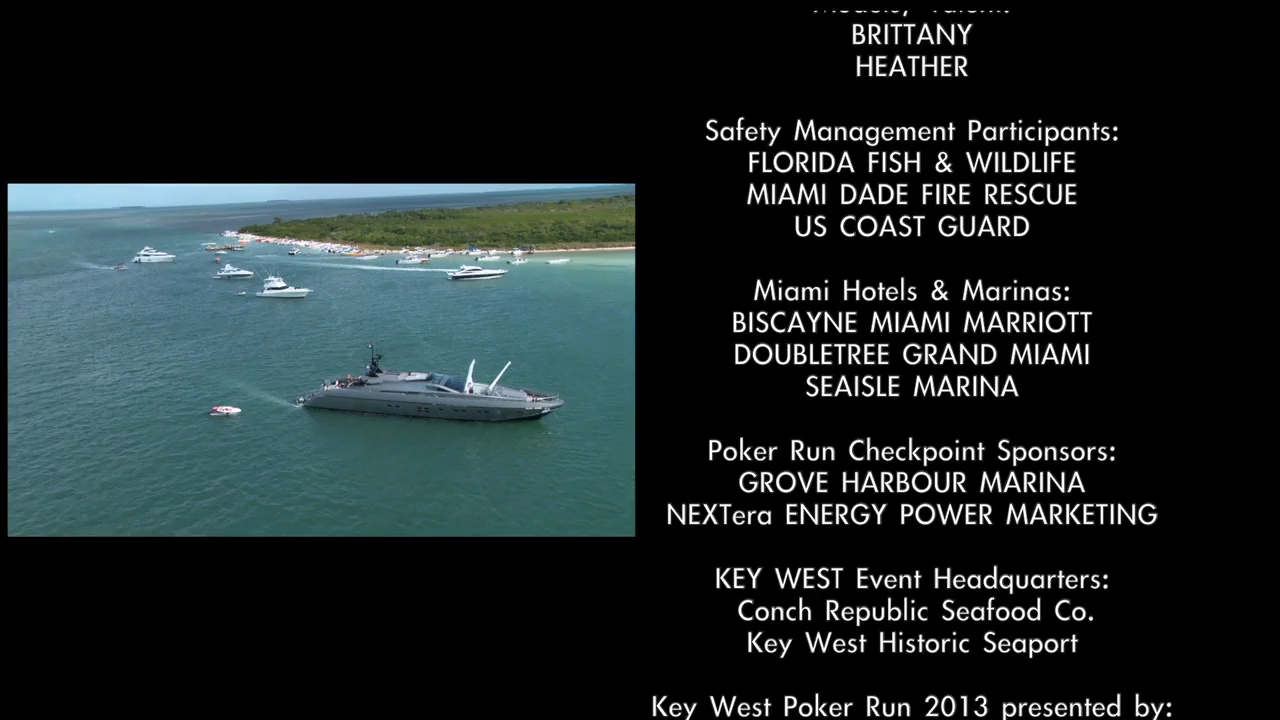 BRITTANY
HEATHER
Safety Management Participants:
FLORIDA FISH & WILDLIFE
MIAMI DADE FIRE RESCUE
US COAST GUARD
Miami Hotels & Marinas:
BISCAYNE MIAMI MARRIOTT
DOUBLETREE GRAND MIAMI
SEAISLE MARINA
Poker Run Checkpoint Sponsors:
GROVE HARBOUR MARINA
NEXTera ENERGY POWER MARKETING
KEY WEST Event Headquarters:
Conch Republic Seafood Co.
Key West Historic Seaport
Key West Poker Run 2013 presented by: